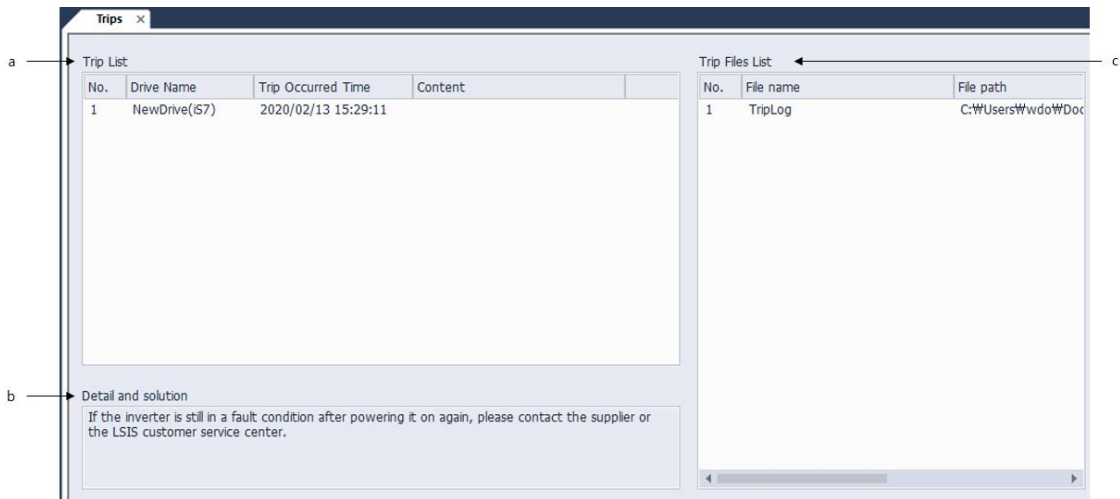 Trips ×
a
Trip List
No. Drive Name Trip Occurred Time Content
1 NewDrive(iS7) 2020/02/13 15:29:11
b
Detail and solution
If the inverter is still in a fault condition after powering it on again, please contact the supplier or
the LSIS customer service center.
c
Trip Files List
No. File name File path
1 TripLog C:₩Users₩wdo₩Doc